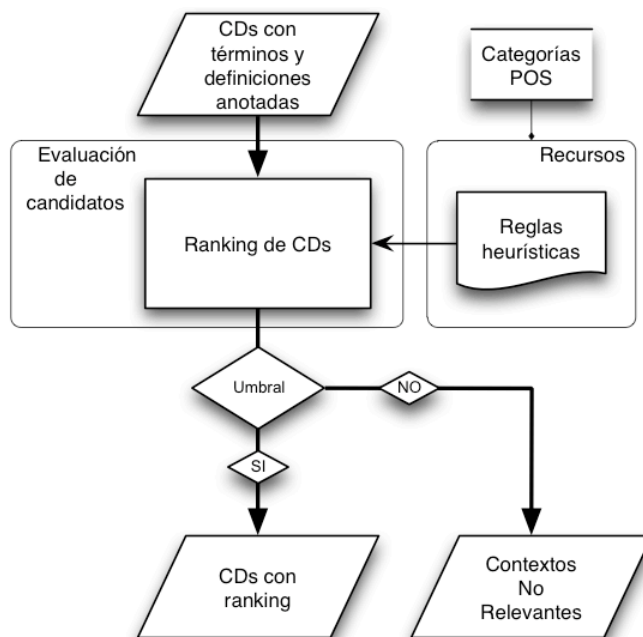 CDs con
términos y
definiciones
anotadas
Categorías
POS
Evaluación
de
candidatos
Recursos
Ranking de CDs
Reglas
heurísticas
Umbral
NO
SI
CDs con
ranking
Contextos
No
Relevantes